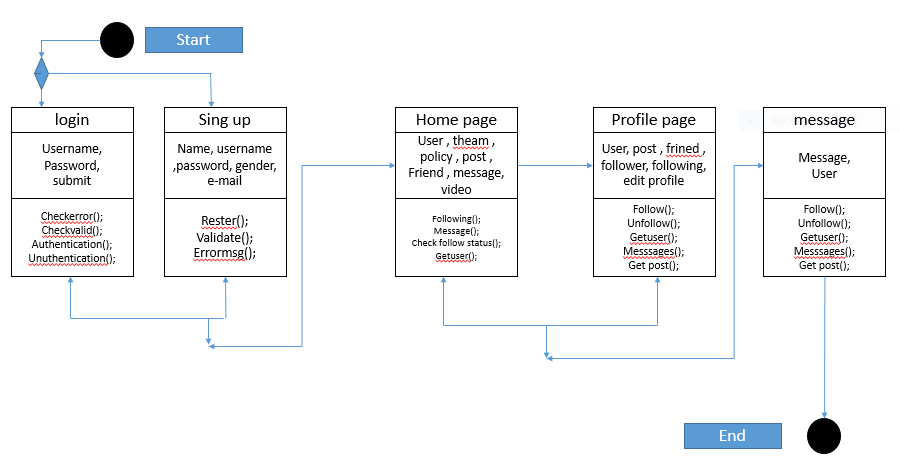 Start
login
Username,
Password,
submit
Checkerror();
Checkvalid();
Authentication();
Unuthentication();
Sing up
Name, username
,password, gender,
e-mail
Rester();
Validate();
Errormsg();
Home page
User , theam ,
policy , post ,
Friend , message,
video
Following();
Message();
Check follow status();
Getuser();
Profile page
User, post , frined ,
follower, following,
edit profile
Follow();
Unfollow();
Getuser();
Messsages();
Get post();
message
Message,
User
Follow();
Unfollow();
Getuser();
Messsages();
Get post();
End